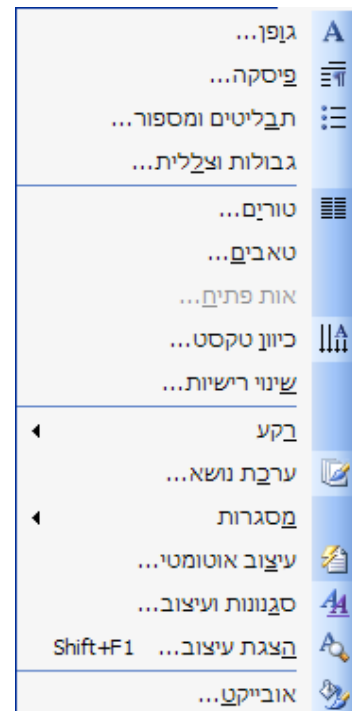 גופן...
פיסקה...
תבליטים ומספור...
גבולות וצללית...
טורים...
טאבים...
אות פתיח...
כיוון טקסט...
שינוי רישיות...
רקע
ערכת נושא...
מסגרות
עיצוב אוטומטי...
סגנונות ועיצוב...
הצגת עיצוב... Shift+F1
אובייקט...